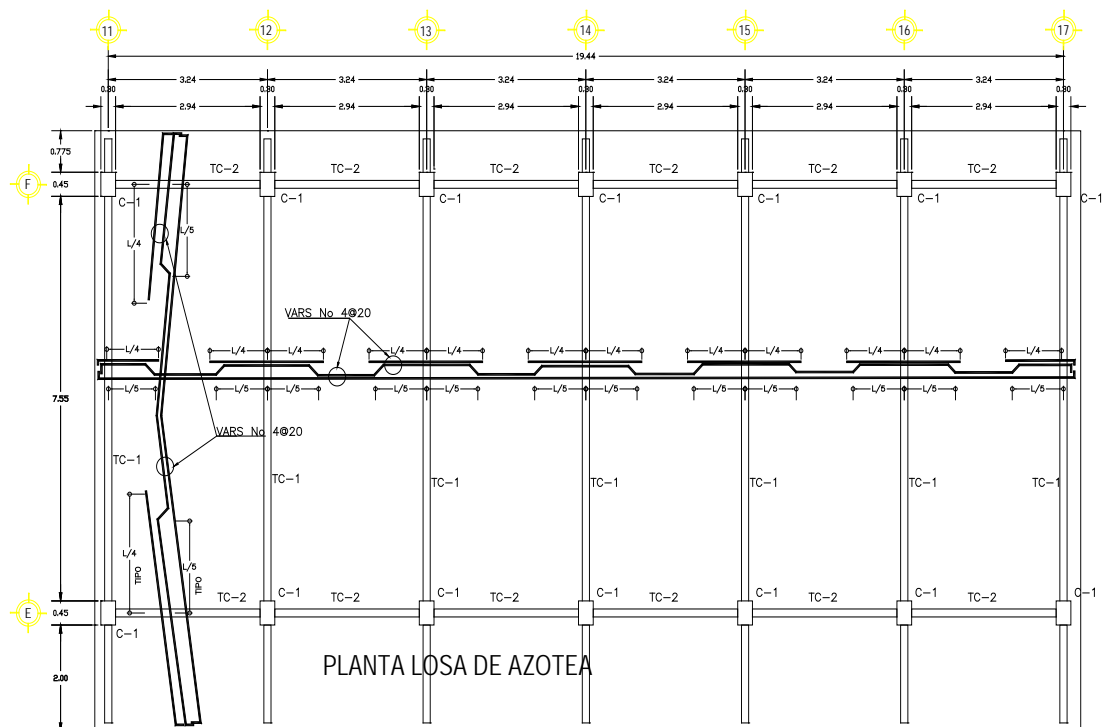 11 12 13 14 15 16 17
19.44
3.24 3.24 3.24 3.24 3.24 3.24
0.30 0.30 0.30 0.30 0.30 0.30 0.30
2.94 2.94 2.94 2.94 2.94 2.94
0.775
TC-2 TC-2 TC-2 TC-2 TC-2 TC-2
F 0.45
C-1 C-1 C-1 C-1 C-1 C-1 C-1
L/4 L/5
VARS No 4@20
L/4 L/4 L/4 L/4 L/4 L/4 L/4 L/4 L/4 L/4 L/4 L/4
L/5 L/5 L/5 L/5 L/5 L/5 L/5 L/5 L/5 L/5 L/5 L/5
7.55
VARS No 4@20
TC-1 TC-1 TC-1 TC-1 TC-1 TC-1 TC-1
L/4 TIPO L/5 TIPO
TC-2 C-1 TC-2 C-1 TC-2 C-1 TC-2 C-1 TC-2 C-1 TC-2 C-1
E 0.45
C-1
PLANTA LOSA DE AZOTEA
2.00